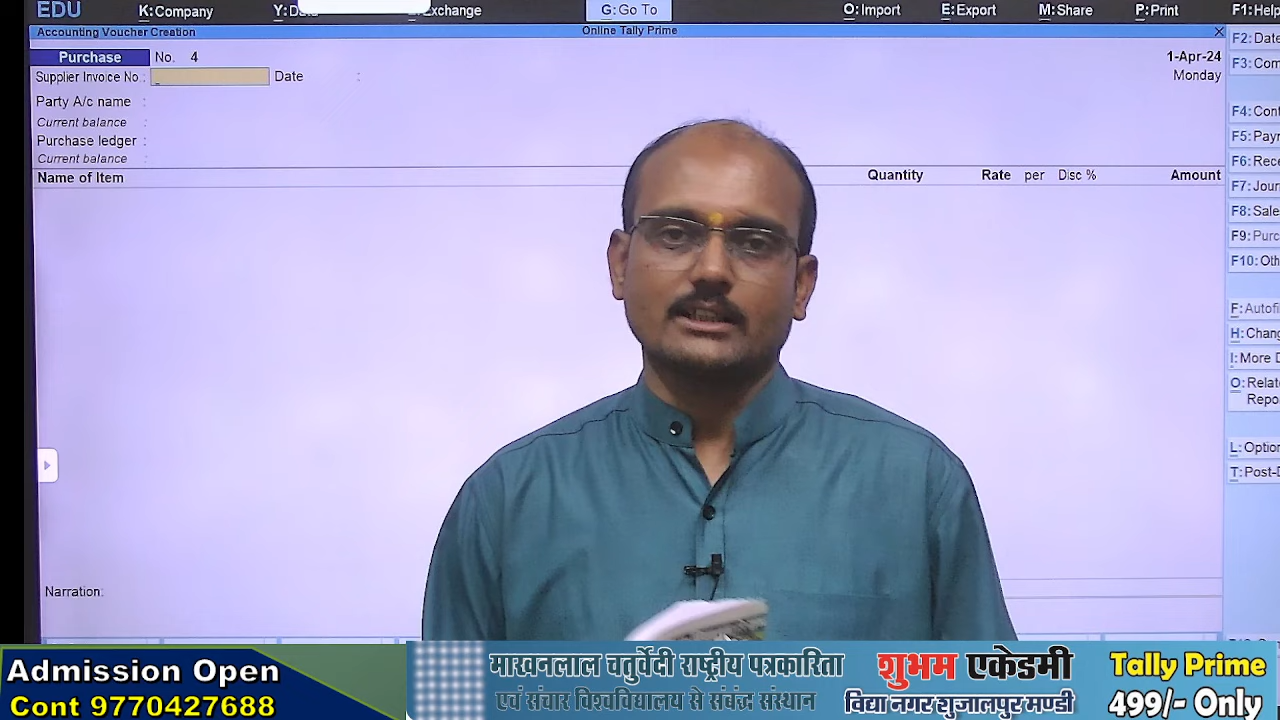 EDU K:Company Y: Exchange G:Go To O:Import E:Export M:Share P:Print F1:Help
Accounting Voucher Creation Online Tally Prime
Purchase No. 4 1-Apr-24
Supplier Invoice No.: Date : Monday
Party A/c name :
Current balance :
Purchase ledger :
Current balance :
Name of Item Quantity Rate per Disc % Amount
Narration:
F2:Date
F3:Com
F4:Cont
F5:Payr
F6:Rece
F7:Jour
F8:Sale
F9:Purc
F10:Oth
F:Autofi
H:Chang
I:More D
O:Relat
Repo
L:Option
T:Post-D
Admission Open
Cont 9770427688
माखनलाल चतुर्वेदी राष्ट्रीय पत्रकारिता
एवं संचार विश्वविद्यालय से संबंद्ध संस्थान
शुभम एकेडमी
विद्या नगर शुजालपुर मण्डी
Tally Prime
499/- Only